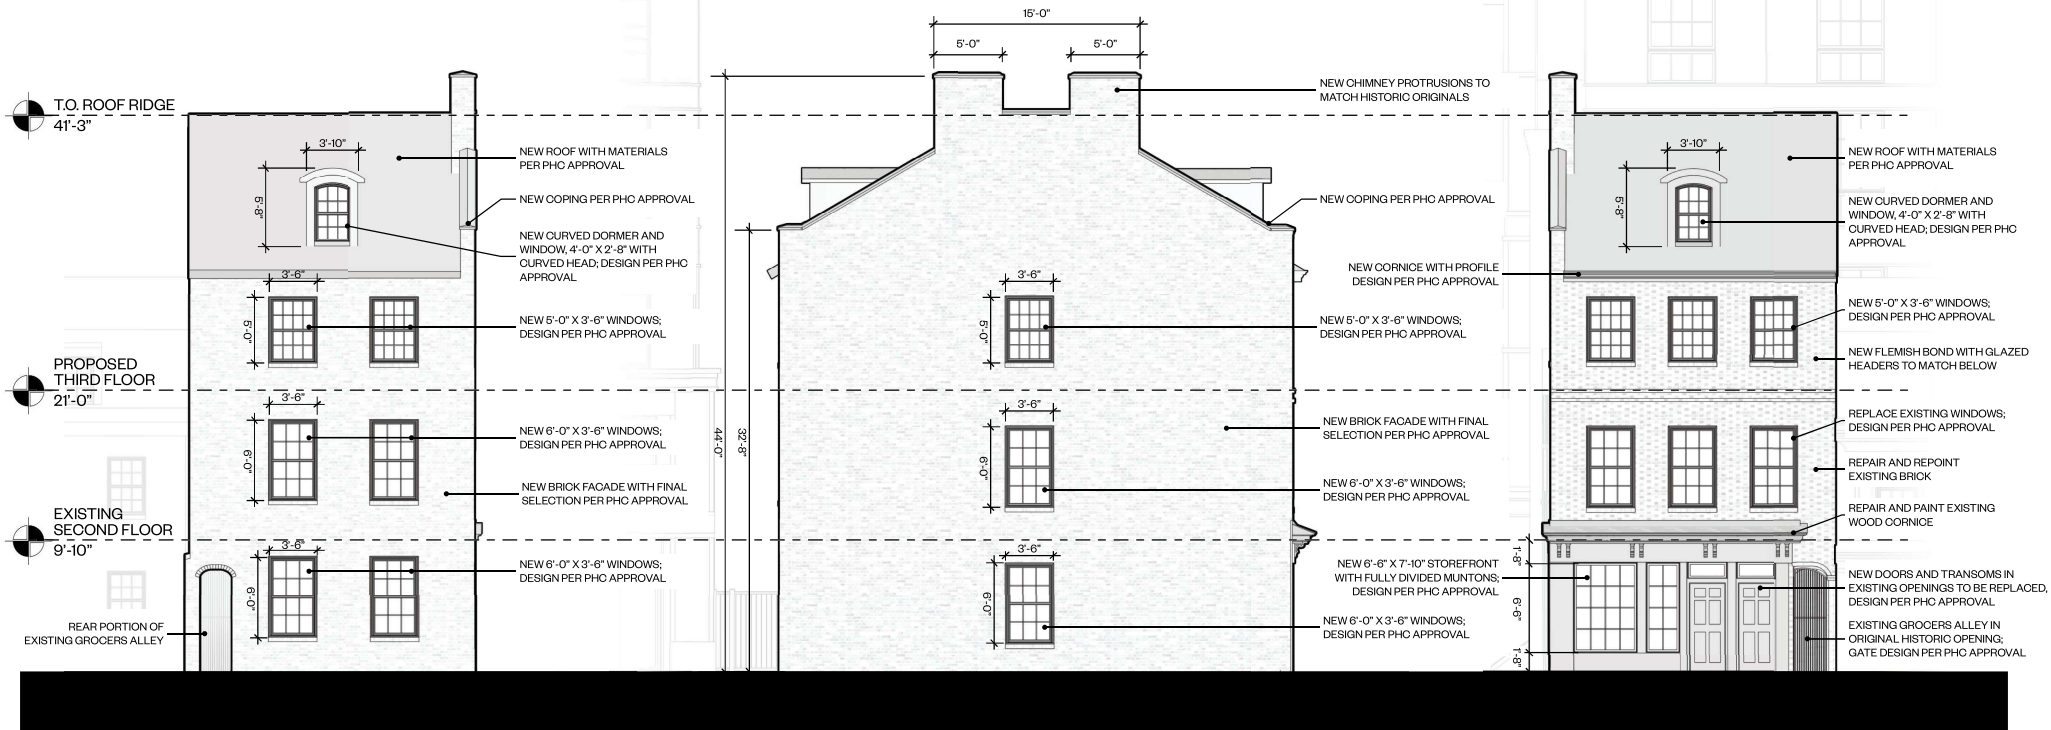 T.O. ROOF RIDGE
41'-3"
PROPOSED
THIRD FLOOR
21'-0"
EXISTING
SECOND FLOOR
9'-10"
REAR PORTION OF
EXISTING GROCERS ALLEY
3'-10"
5'-8"
3'-6"
5'-0"
3'-6"
6'-0"
3'-6"
6'-0"
NEW ROOF WITH MATERIALS
PER PHC APPROVAL
NEW COPING PER PHC APPROVAL
NEW CURVED DORMER AND
WINDOW, 4'-0" X 2'-8" WITH
CURVED HEAD; DESIGN PER PHC
APPROVAL
NEW 5'-0" X 3'-6" WINDOWS;
DESIGN PER PHC APPROVAL
NEW 6'-0" X 3'-6" WINDOWS;
DESIGN PER PHC APPROVAL
NEW BRICK FACADE WITH FINAL
SELECTION PER PHC APPROVAL
NEW 6'-0" X 3'-6" WINDOWS;
DESIGN PER PHC APPROVAL
15'-0"
5'-0"
5'-0"
44'-0"
32'-8"
3'-6"
5'-0"
3'-6"
6'-0"
3'-6"
6'-0"
NEW CHIMNEY PROTRUSIONS TO
MATCH HISTORIC ORIGINALS
NEW COPING PER PHC APPROVAL
NEW CORNICE WITH PROFILE
DESIGN PER PHC APPROVAL
NEW 5'-0" X 3'-6" WINDOWS;
DESIGN PER PHC APPROVAL
NEW BRICK FACADE WITH FINAL
SELECTION PER PHC APPROVAL
NEW 6'-0" X 3'-6" WINDOWS;
DESIGN PER PHC APPROVAL
NEW 6'-6" X 7'-10" STOREFRONT
WITH FULLY DIVIDED MUNTONS;
DESIGN PER PHC APPROVAL
NEW 6'-0" X 3'-6" WINDOWS;
DESIGN PER PHC APPROVAL
3'-10"
5'-8"
1'-8"
6'-6"
1'-8"
NEW ROOF WITH MATERIALS
PER PHC APPROVAL
NEW CURVED DORMER AND
WINDOW, 4'-0" X 2'-8" WITH
CURVED HEAD; DESIGN PER PHC
APPROVAL
NEW 5'-0" X 3'-6" WINDOWS;
DESIGN PER PHC APPROVAL
NEW FLEMISH BOND WITH GLAZED
HEADERS TO MATCH BELOW
REPLACE EXISTING WINDOWS;
DESIGN PER PHC APPROVAL
REPAIR AND REPOINT
EXISTING BRICK
REPAIR AND PAINT EXISTING
WOOD CORNICE
NEW DOORS AND TRANSOMS IN
EXISTING OPENINGS TO BE REPLACED,
DESIGN PER PHC APPROVAL
EXISTING GROCERS ALLEY IN
ORIGINAL HISTORIC OPENING;
GATE DESIGN PER PHC APPROVAL